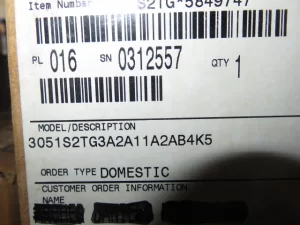 Item Number S2TG*5849747
PL 016 SN 0312557 QTY 1
MODEL/DESCRIPTION
3051S2TG3A2A11A2AB4K5
ORDER TYPE DOMESTIC
CUSTOMER ORDER INFORMATION
NAME